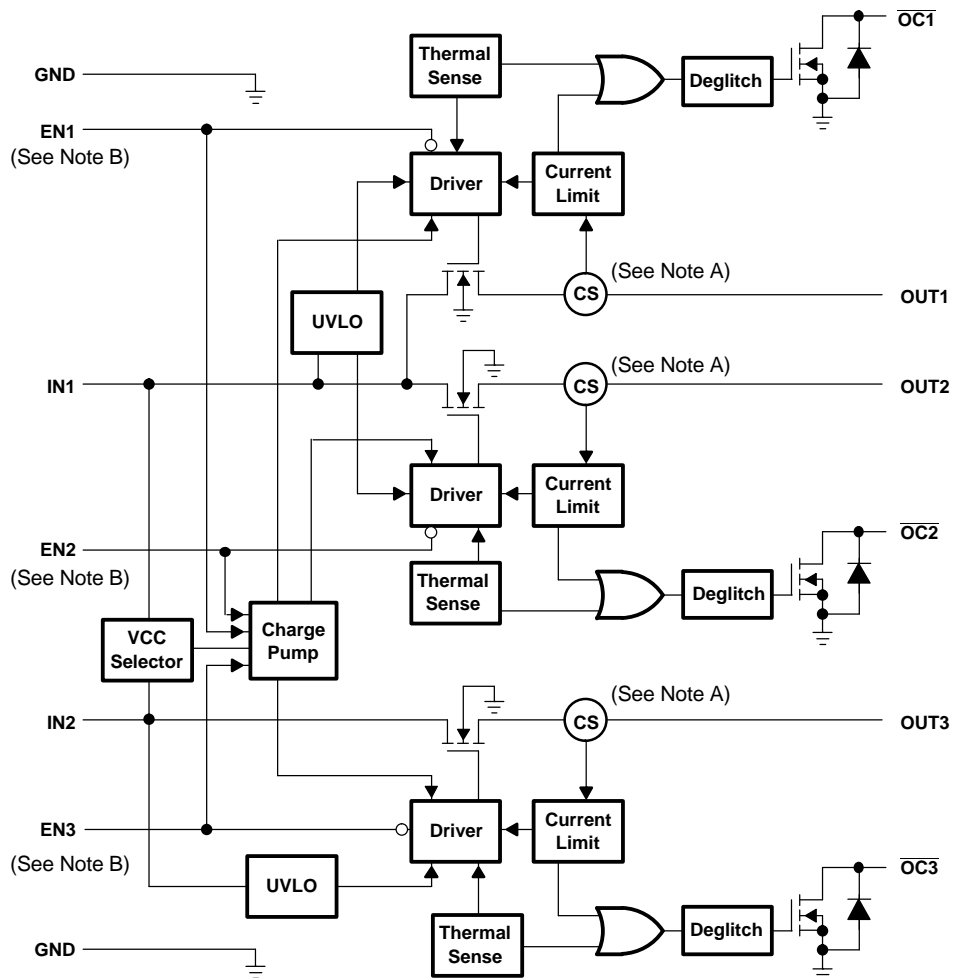 OC1
Thermal
Sense
GND
Deglitch
EN1
(See Note B)
Driver
Current
Limit
(See Note A)
CS
OUT1
UVLO
(See Note A)
IN1
CS
OUT2
Driver
Current
Limit
EN2
(See Note B)
OC2
Thermal
Sense
Deglitch
VCC
Selector
Charge
Pump
(See Note A)
IN2
CS
OUT3
EN3
(See Note B)
Driver
Current
Limit
OC3
UVLO
Thermal
Sense
Deglitch
GND